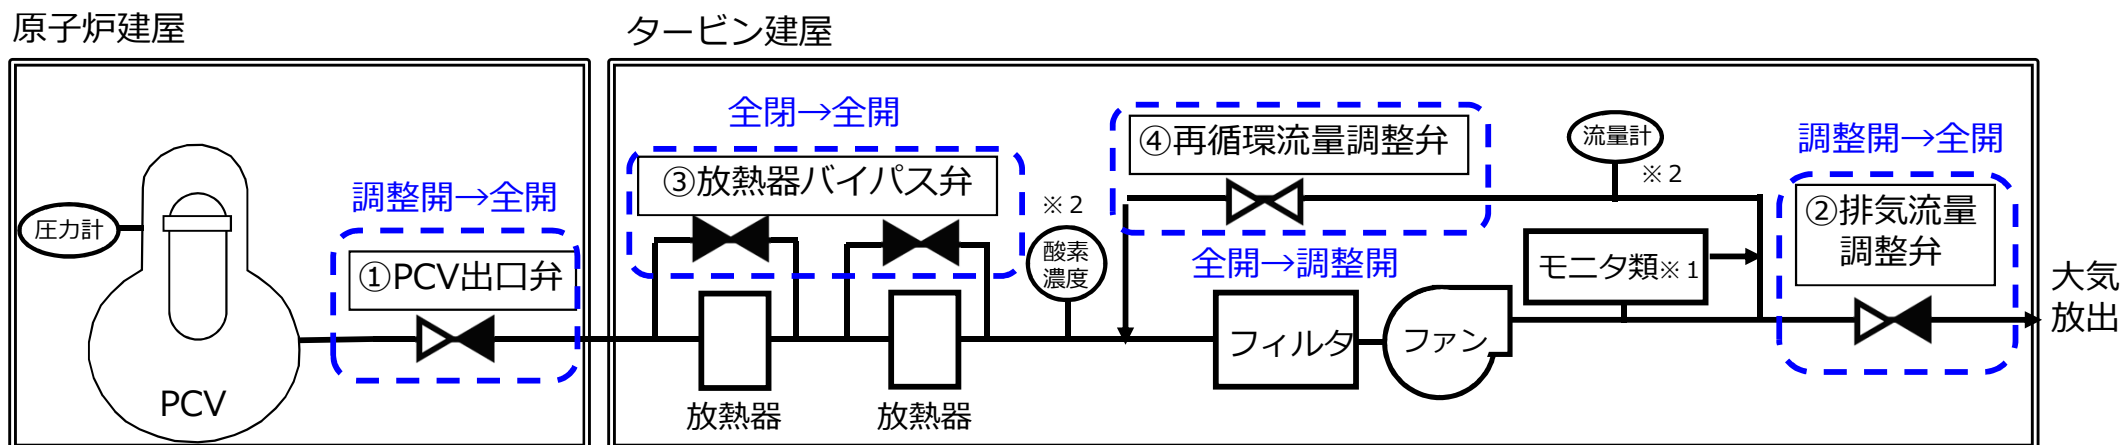 原子炉建屋
タービン建屋
全閉→全開
④再循環流量調整弁
流量計
※2
調整開→全開
③放熱器バイパス弁
調整開→全開
※2
圧力計
②排気流量
調整弁
酸素
濃度
全開→調整開
①PCV出口弁
モニタ類※1
大気
放出
フィルタ
ファン
PCV
放熱器
放熱器